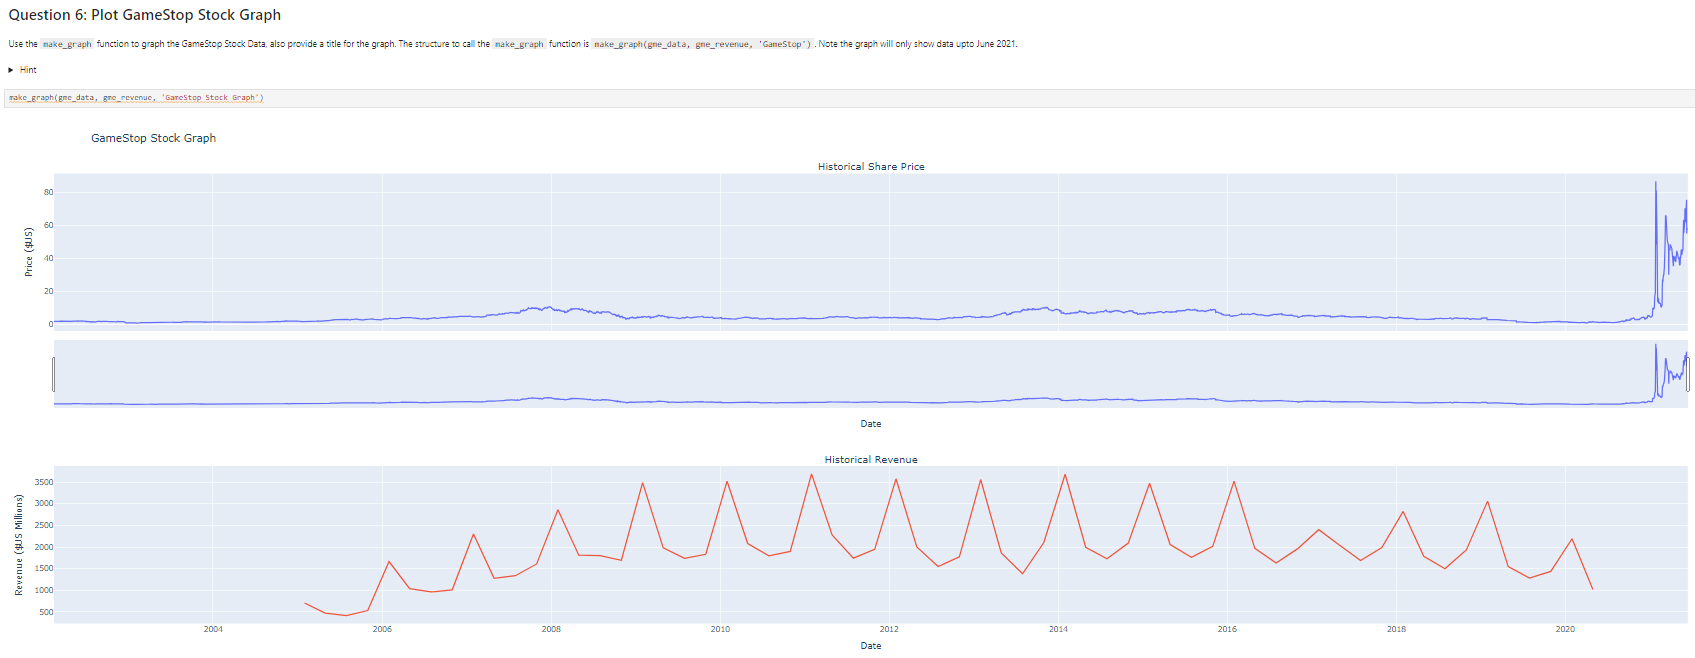 Question 6: Plot GameStop Stock Graph
Use the make_graph function to graph the GameStop Stock Data, also provide a title for the graph. The structure to call the make_graph function is make_graph(gme_data, gme_revenue, 'GameStop'). Note the graph will only show data upto June 2021.
Hint
make_graph(gme_data, gme_revenue, 'GameStop Stock Graph')
GameStop Stock Graph
Historical Share Price
80
60
40
20
0
Price ($US)
Date
Historical Revenue
3500
3000
2500
2000
1500
1000
500
Revenue ($US Millions)
2004 2006 2008 2010 2012 2014 2016 2018 2020
Date